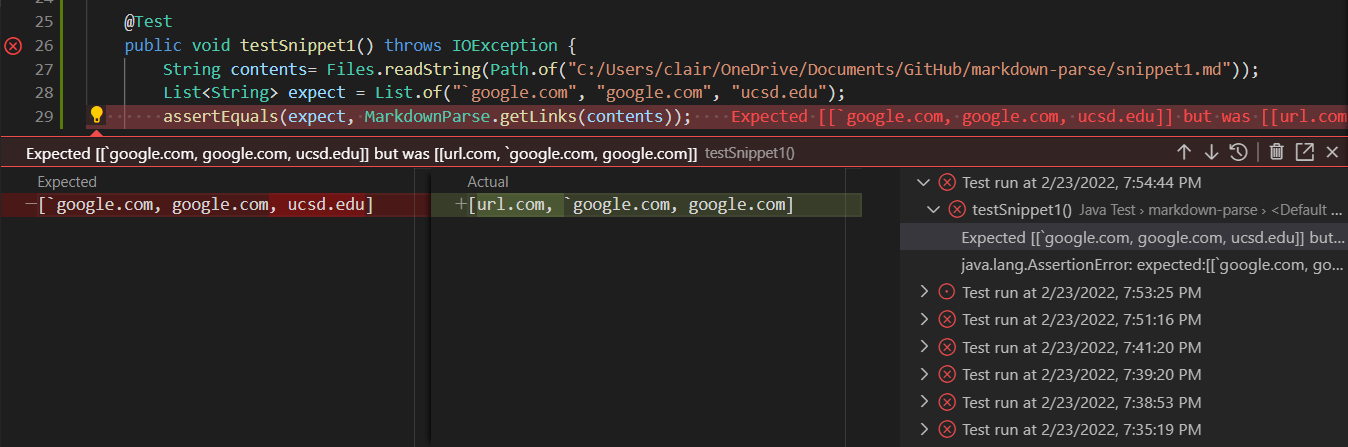 25 @Test
26 public void testSnippet1() throws IOException {
27 String contents= Files.readString(Path.of("C:/Users/clair/OneDrive/Documents/GitHub/markdown-parse/snippet1.md"));
28 List<String> expect = List.of("`google.com", "google.com", "ucsd.edu");
29 assertEquals(expect, MarkdownParse.getLinks(contents)); Expected [[`google.com, google.com, ucsd.edu]] but was [[url.com
Expected [[`google.com, google.com, ucsd.edu]] but was [[url.com, `google.com, google.com]] testSnippet1()
Expected
−[`google.com, google.com, ucsd.edu]
Actual
+[url.com, `google.com, google.com]
Test run at 2/23/2022, 7:54:44 PM
testSnippet1() Java Test › markdown-parse › <Default ...
Expected [[`google.com, google.com, ucsd.edu]] but...
java.lang.AssertionError: expected:[[`google.com, go...
Test run at 2/23/2022, 7:53:25 PM
Test run at 2/23/2022, 7:51:16 PM
Test run at 2/23/2022, 7:41:20 PM
Test run at 2/23/2022, 7:39:20 PM
Test run at 2/23/2022, 7:38:53 PM
Test run at 2/23/2022, 7:35:19 PM